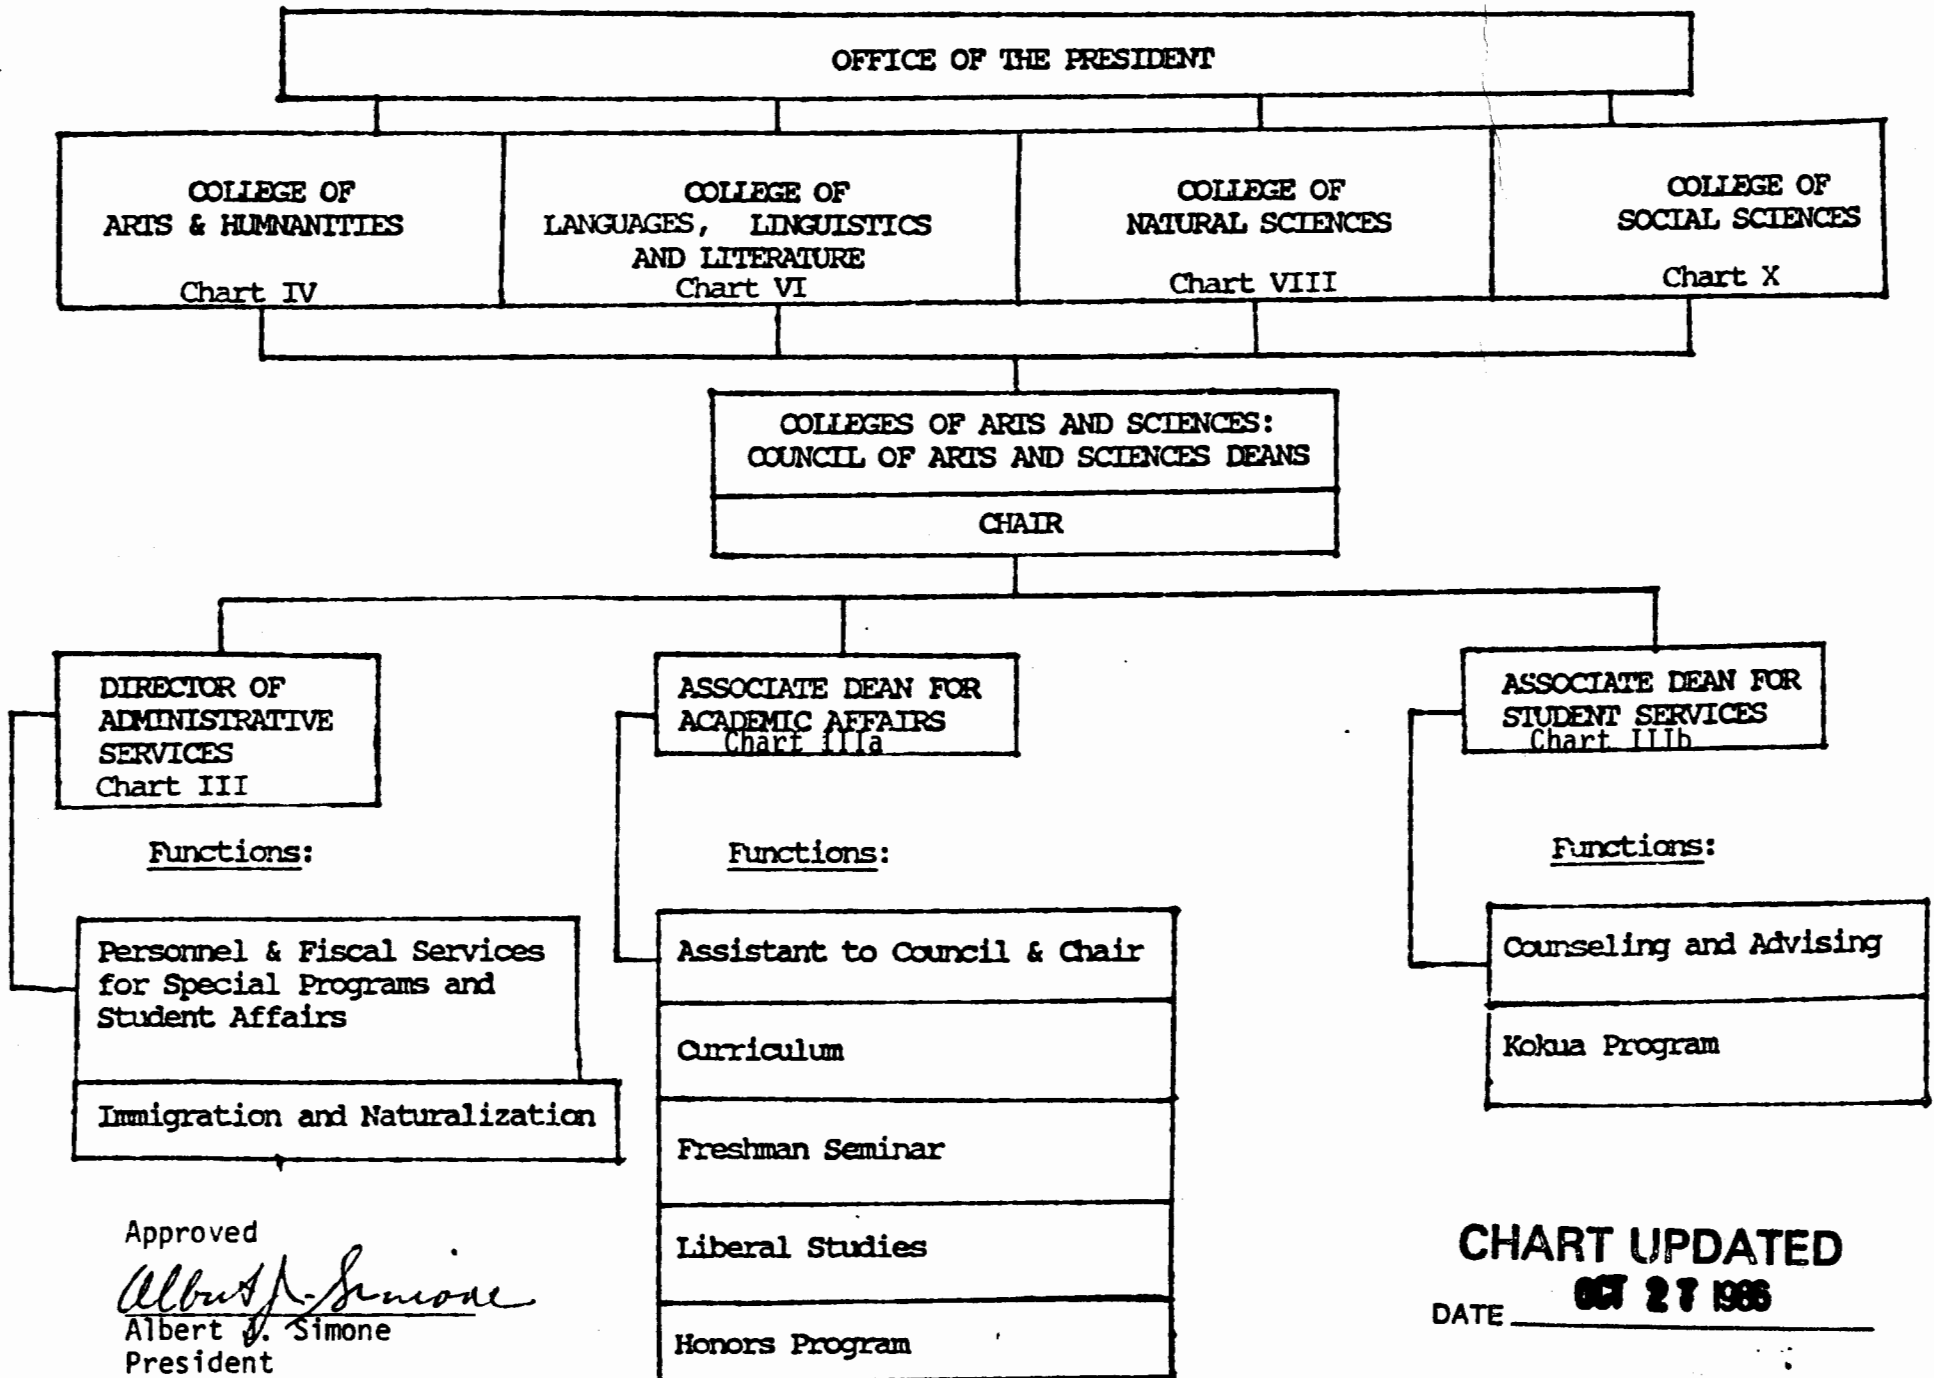 OFFICE OF THE PRESIDENT
COLLEGE OF
ARTS & HUMNANITIES
Chart IV
COLLEGE OF
LANGUAGES, LINGUISTICS
AND LITERATURE
Chart VI
COLLEGE OF
NATURAL SCIENCES
Chart VIII
COLLEGE OF
SOCIAL SCIENCES
Chart X
COLLEGES OF ARTS AND SCIENCES:
COUNCIL OF ARTS AND SCIENCES DEANS
CHAIR
DIRECTOR OF
ADMINISTRATIVE
SERVICES
Chart III
Functions:
Personnel & Fiscal Services
for Special Programs and
Student Affairs
Immigration and Naturalization
ASSOCIATE DEAN FOR
ACADEMIC AFFAIRS
Chart IIIa
Functions:
Assistant to Council & Chair
Curriculum
Freshman Seminar
Liberal Studies
Honors Program
ASSOCIATE DEAN FOR
STUDENT SERVICES
Chart IIIb
Functions:
Counseling and Advising
Kokua Program
Approved
Albert J. Simone
Albert J. Simone
President
CHART UPDATED
DATE OCT 27 1986